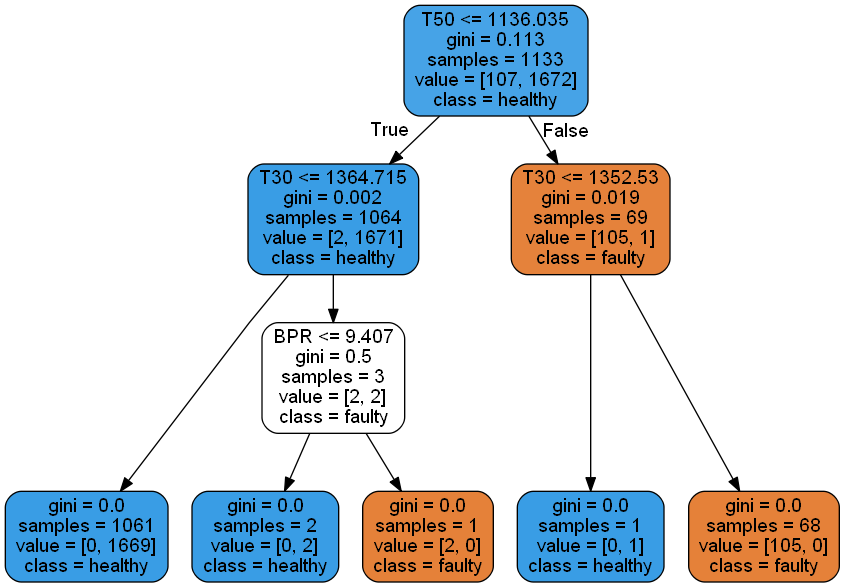 T50 <= 1136.035
gini = 0.113
samples = 1133
value = [107, 1672]
class = healthy
True
False
T30 <= 1364.715
gini = 0.002
samples = 1064
value = [2, 1671]
class = healthy
T30 <= 1352.53
gini = 0.019
samples = 69
value = [105, 1]
class = faulty
BPR <= 9.407
gini = 0.5
samples = 3
value = [2, 2]
class = faulty
gini = 0.0
samples = 1061
value = [0, 1669]
class = healthy
gini = 0.0
samples = 2
value = [0, 2]
class = healthy
gini = 0.0
samples = 1
value = [2, 0]
class = faulty
gini = 0.0
samples = 1
value = [0, 1]
class = healthy
gini = 0.0
samples = 68
value = [105, 0]
class = faulty